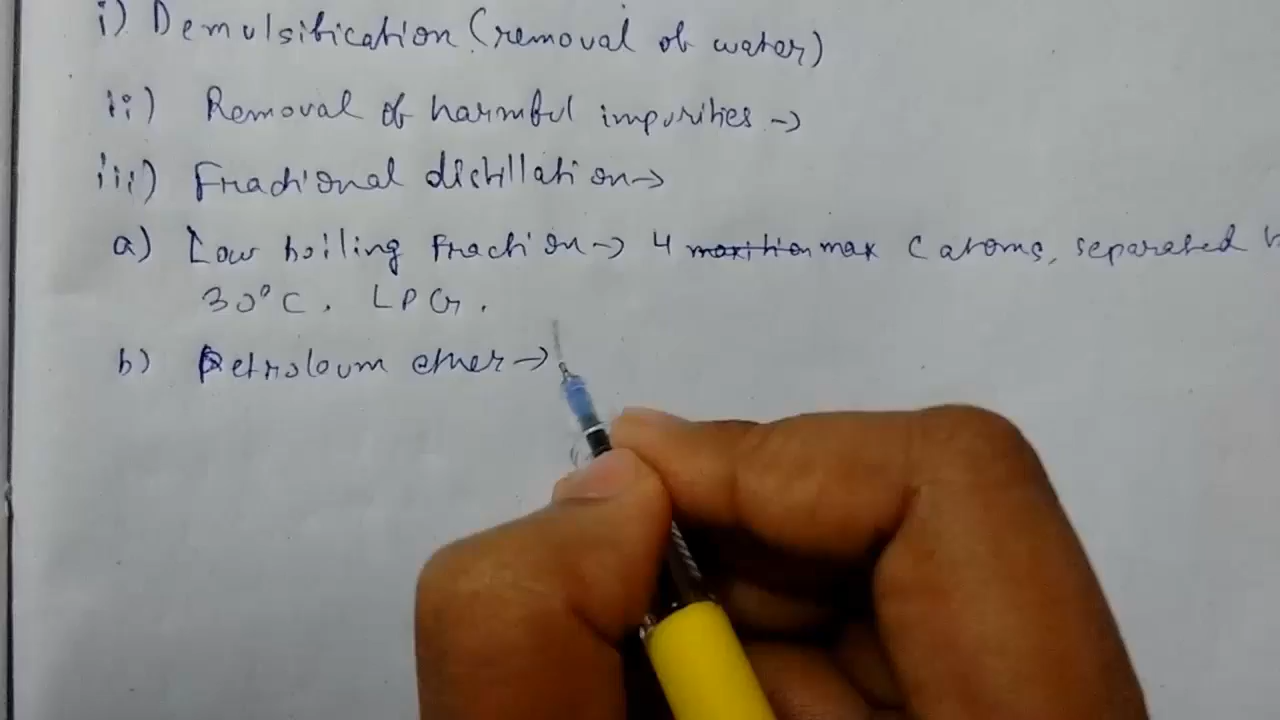 i) Demulsification (removal of water)
ii) Removal of harmful impurities →
iii) Fractional distillation →
a) Low boiling fraction → 4 max C atoms, separated
30°C. LPG.
b) Petroloum ether →